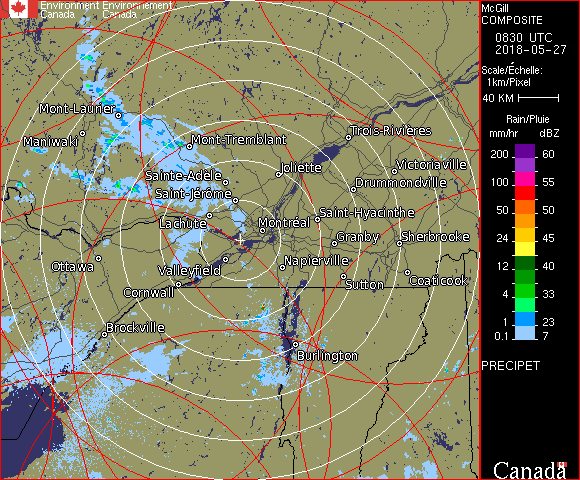 Environment Environnement
Canada Canada
McGill
COMPOSITE
0830 UTC
2018-05-27
Scale/Échelle:
1km/Pixel
40 KM
Rain/Pluie
mm/hr dBZ
200 60
150 57
100 55
50 50
24 45
12 40
4 33
1 23
0.1 7
PRECIPET
Canada
Mont-Laurier
Maniwaki
Mont-Tremblant
Trois-Rivières
Joliette
Victoriaville
Sainte-Adèle
Drummondville
Saint-Jérôme
Lachute
Saint-Hyacinthe
Montréal
Granby
Sherbrooke
Ottawa
Valleyfield
Napierville
Sutton
Coaticook
Cornwall
Brockville
Burlington